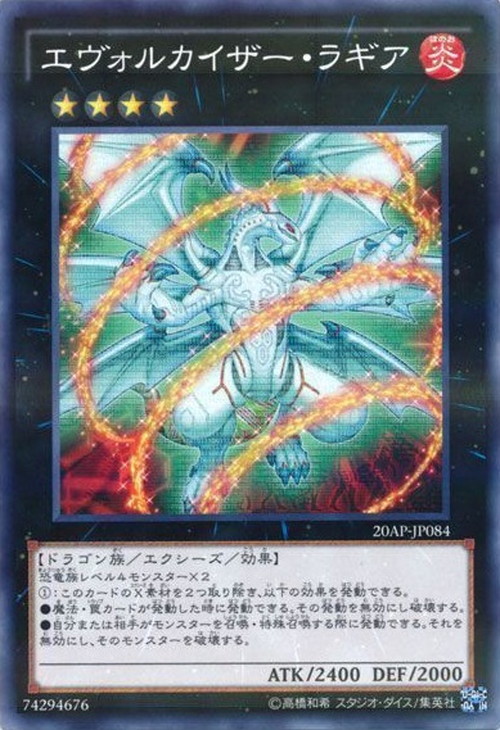 エヴォルカイザー・ラギア
炎
20AP-JP084
【ドラゴン族/エクシーズ/効果】
恐竜族レベル4モンスター×2
①:このカードのX素材を2つ取り除き、以下の効果を発動できる。
●魔法・罠カードが発動した時に発動できる。その発動を無効にし破壊する。
●自分または相手がモンスターを召喚・特殊召喚する際に発動できる。それを
無効にし、そのモンスターを破壊する。
ATK/2400 DEF/2000
74294676
©高橋和希 スタジオ・ダイス/集英社